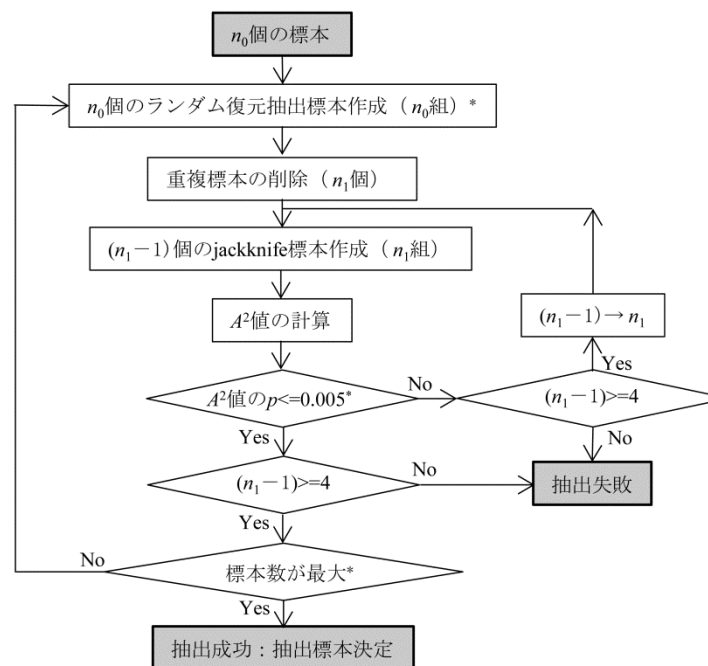 n₀個の標本
n₀個のランダム復元抽出標本作成（n₀組）*
重複標本の削除（n₁個）
(n₁－1)個のjackknife標本作成（n₁組）
A²値の計算
(n₁－1)→n₁
Yes
A²値のp<=0.005*
No
(n₁－1)>=4
Yes
No
(n₁－1)>=4
No
抽出失敗
Yes
No
標本数が最大*
Yes
抽出成功：抽出標本決定